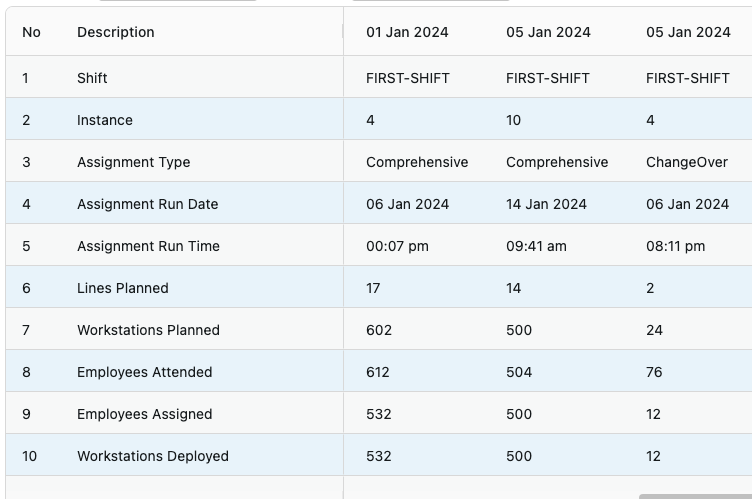 No Description 01 Jan 2024 05 Jan 2024 05 Jan 2024
1 Shift FIRST-SHIFT FIRST-SHIFT FIRST-SHIFT
2 Instance 4 10 4
3 Assignment Type Comprehensive Comprehensive ChangeOver
4 Assignment Run Date 06 Jan 2024 14 Jan 2024 06 Jan 2024
5 Assignment Run Time 00:07 pm 09:41 am 08:11 pm
6 Lines Planned 17 14 2
7 Workstations Planned 602 500 24
8 Employees Attended 612 504 76
9 Employees Assigned 532 500 12
10 Workstations Deployed 532 500 12